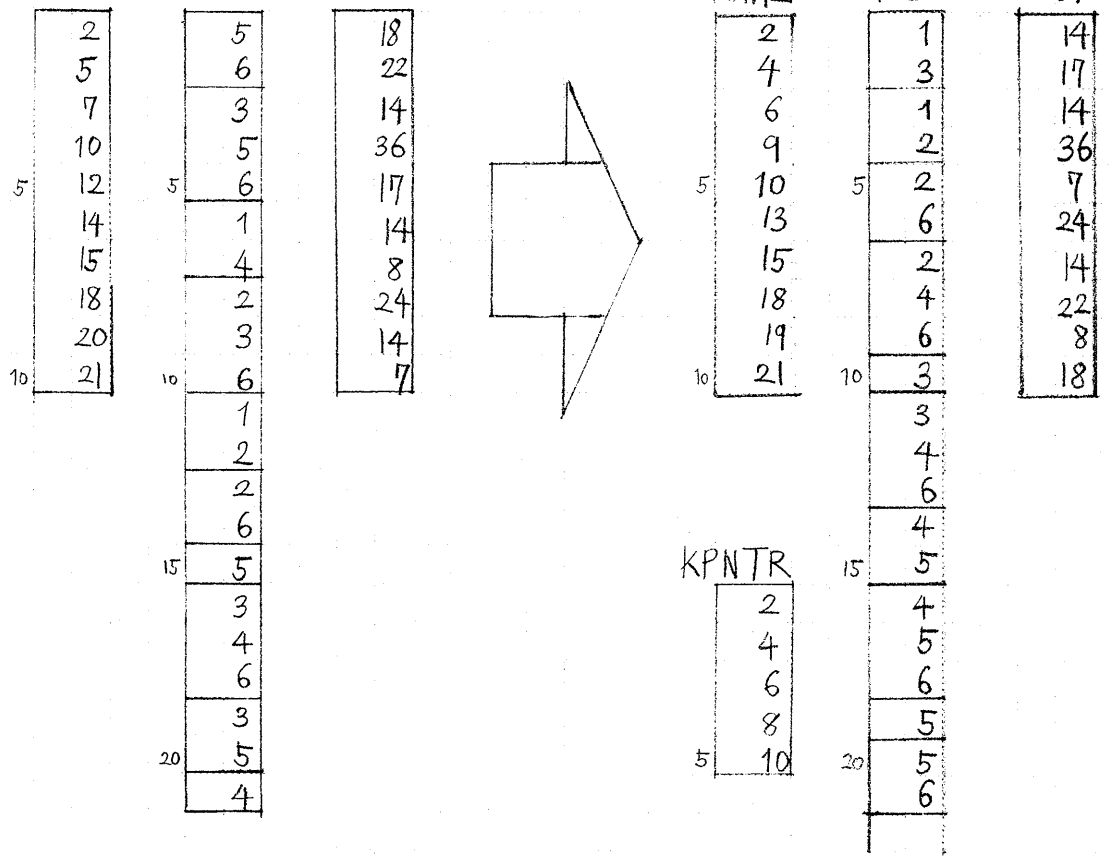 2 5 18 2 1 14
5 6 22 4 3 17
7 3 14 6 1 14
10 5 36 9 2 36
5 12 5 6 17 5 10 5 2 7
14 1 14 13 6 24
15 4 8 15 2 14
18 2 24 18 4 22
20 3 14 19 6 8
10 21 10 6 7 10 21 10 3 18
1 3
2 4
2 6
6 4
15 5 KPNTR 15 5
3 2 4
4 4 5
6 6 6
3 8 5
20 5 5 10 20 5
4 6